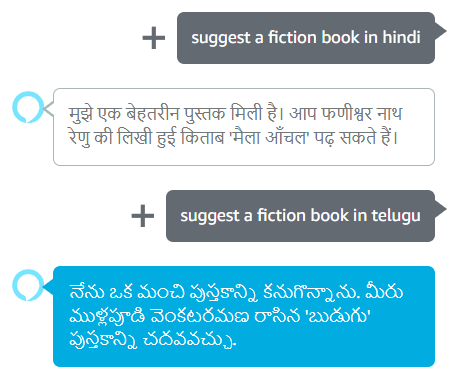 suggest a fiction book in hindi
मुझे एक बेहतरीन पुस्तक मिली है। आप फणीश्वर नाथ
रेणु की लिखी हुई किताब 'मैला आँचल' पढ़ सकते हैं।
suggest a fiction book in telugu
నేను ఒక మంచి పుస్తకాన్ని కనుగొన్నాను. మీరు
ముళ్లపూడి వెంకటరమణ రాసిన 'బుడుగు'
పుస్తకాన్ని చదవవచ్చు.